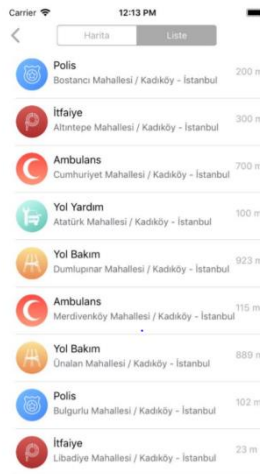 Carrier 12:13 PM
Harita Liste
Polis 200 m
Bostancı Mahallesi / Kadıköy - İstanbul
İtfaiye 300 m
Altıntepe Mahallesi / Kadıköy - İstanbul
Ambulans 700 m
Cumhuriyet Mahallesi / Kadıköy - İstanbul
Yol Yardım 100 m
Atatürk Mahallesi / Kadıköy - İstanbul
Yol Bakım 923 m
Dumlupınar Mahallesi / Kadıköy - İstanbul
Ambulans 115 m
Merdivenköy Mahallesi / Kadıköy - İstanbul
Yol Bakım 889 m
Ünalan Mahallesi / Kadıköy - İstanbul
Polis 102 m
Bulgurlu Mahallesi / Kadıköy - İstanbul
İtfaiye 23 m
Libadiye Mahallesi / Kadıköy - İstanbul